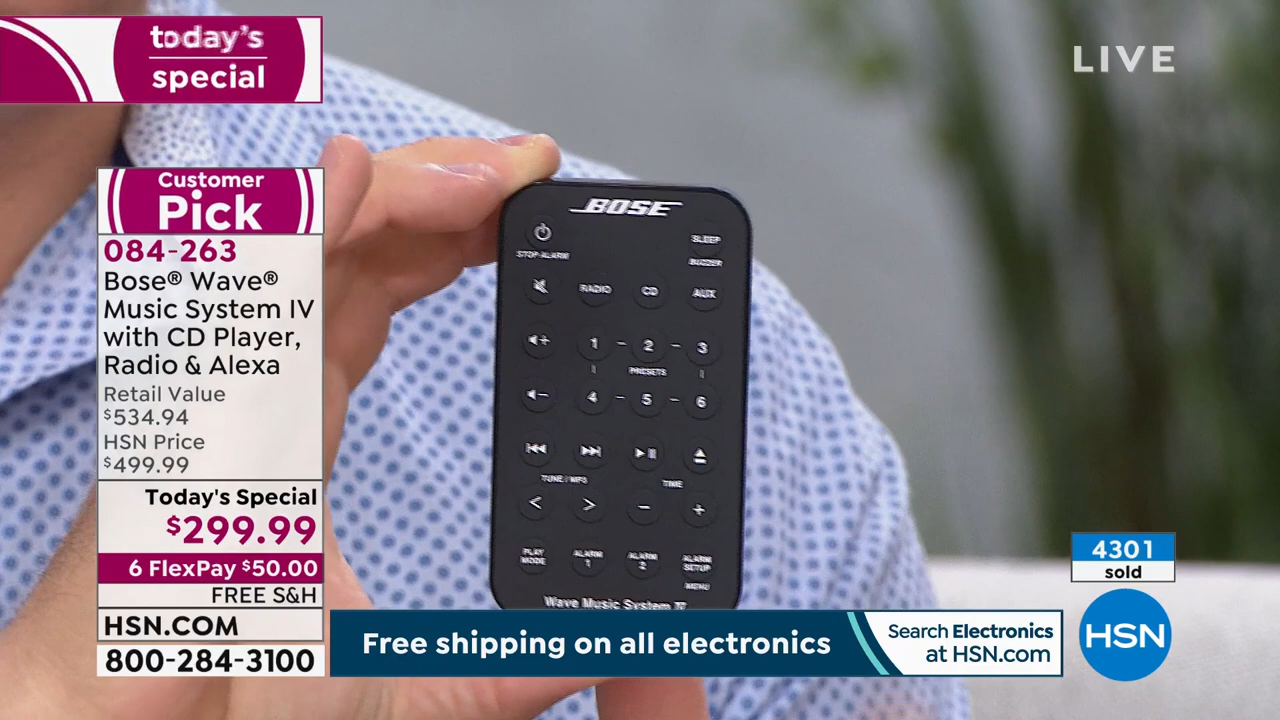 today's
special
LIVE
Customer
Pick
084-263
Bose® Wave®
Music System IV
with CD Player,
Radio & Alexa
Retail Value
$534.94
HSN Price
$499.99
Today's Special
$299.99
6 FlexPay $50.00
FREE S&H
HSN.COM
800-284-3100
BOSE
STOP ALARM
SLEEP
BUZZER
RADIO
CD
AUX
1 - 2 - 3
PRESETS
4 - 5 - 6
TUNE / MP3
TIME
< > − +
PLAY
MODE
ALARM
1
ALARM
2
ALARM
SETUP
MENU
Wave Music System IV
4301
sold
HSN
Free shipping on all electronics
Search Electronics
at HSN.com